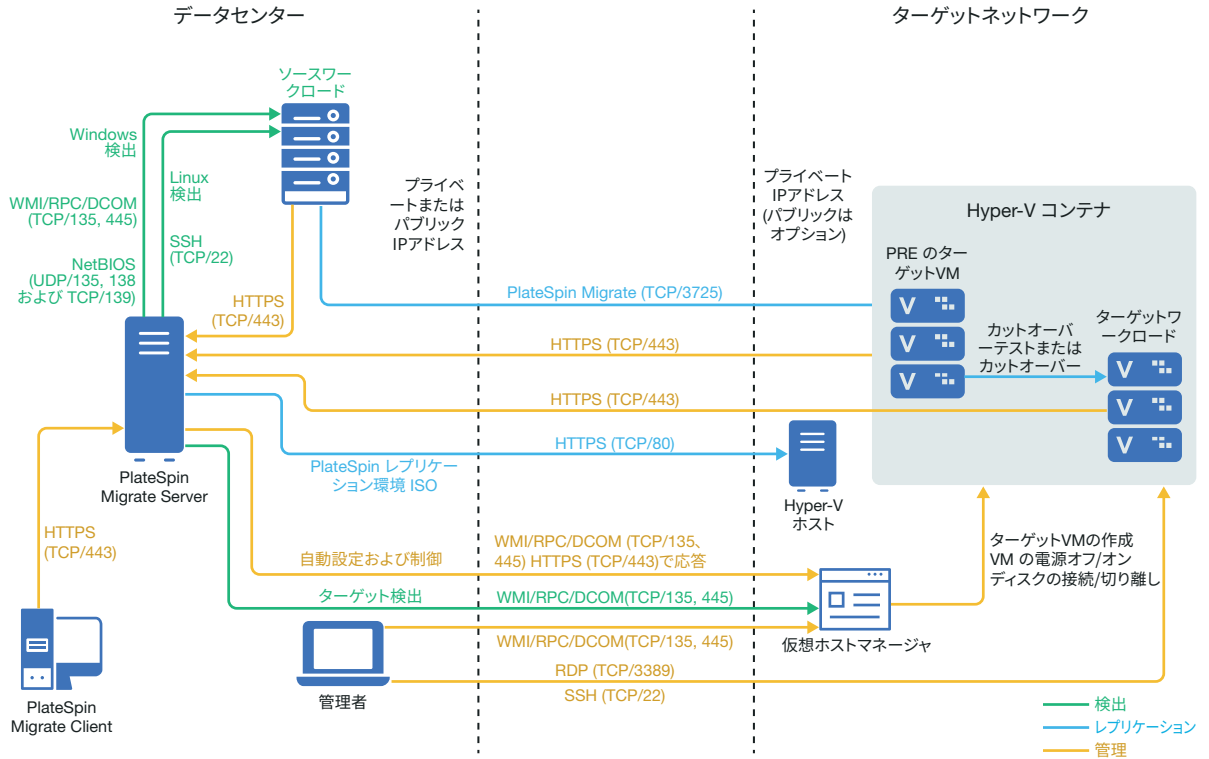 データセンター
ターゲットネットワーク
ソースワー
クロード
Windows
検出
Linux
検出
WMI/RPC/DCOM
(TCP/135, 445)
SSH
(TCP/22)
NetBIOS
(UDP/135, 138
および TCP/139)
HTTPS
(TCP/443)
プライベ
ートまたは
パブリック
IPアドレス
プライベート
IPアドレス
(パブリックは
オプション)
Hyper-V コンテナ
PRE のター
ゲットVM
V
V
V
カットオーバ
ーテストまたは
カットオーバー
ターゲットワ
ークロード
V
V
V
PlateSpin Migrate (TCP/3725)
HTTPS (TCP/443)
HTTPS (TCP/443)
HTTPS (TCP/80)
PlateSpin レプリケー
ション環境 ISO
PlateSpin
Migrate Server
Hyper-V
ホスト
HTTPS
(TCP/443)
自動設定および制御
WMI/RPC/DCOM (TCP/135、
445) HTTPS (TCP/443)で応答
ターゲットVMの作成
VM の電源オフ/オン
ディスクの接続/切り離し
ターゲット検出
WMI/RPC/DCOM(TCP/135, 445)
WMI/RPC/DCOM(TCP/135, 445)
仮想ホストマネージャ
RDP (TCP/3389)
SSH (TCP/22)
管理者
PlateSpin
Migrate Client
検出
レプリケーション
管理